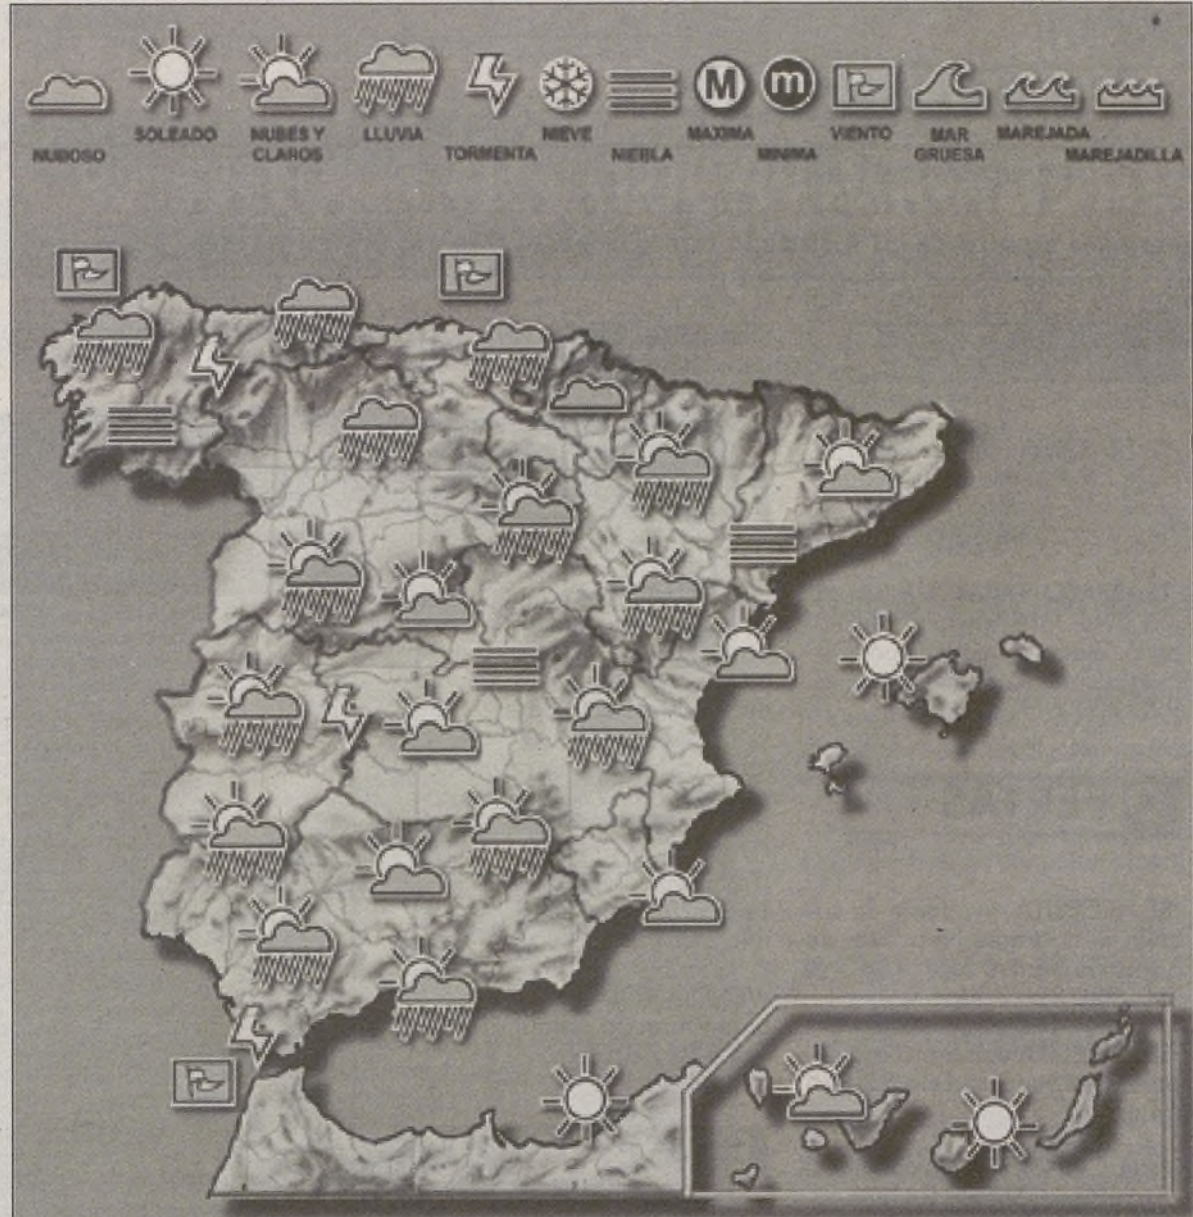 NUBOSO
SOLEADO
NUBES Y
CLAROS
LLUVIA
TORMENTA
NIEVE
NIEBLA
M
MAXIMA
m
MINIMA
VIENTO
MAR
GRUESA
MAREJADA
MAREJADILLA